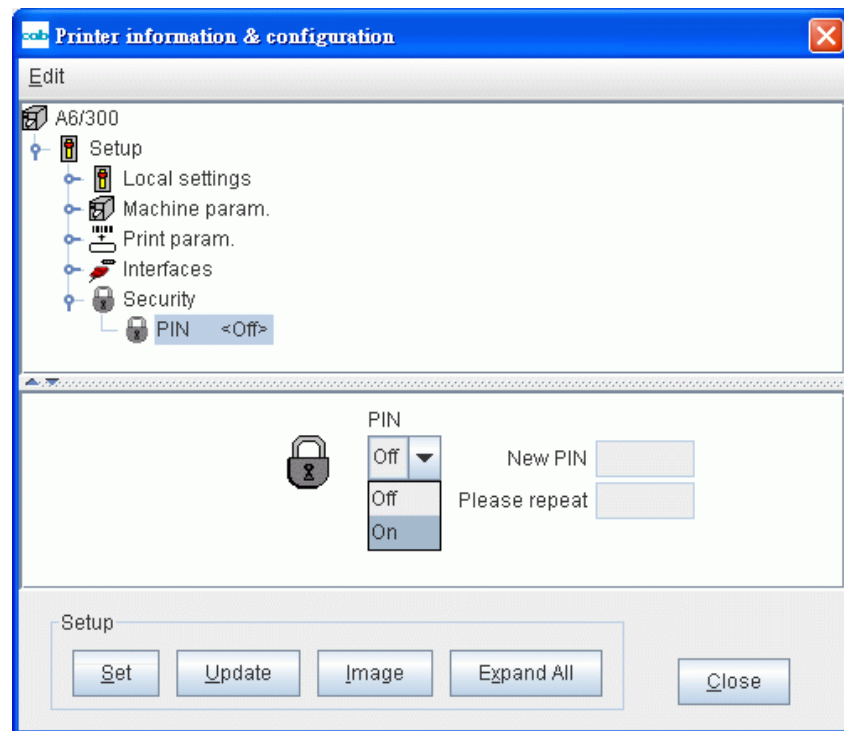 cab Printer information & configuration
Edit
A6/300
Setup
Local settings
Machine param.
Print param.
Interfaces
Security
PIN <Off>
PIN
Off New PIN
Off Please repeat
On
Setup
Set Update Image Expand All Close